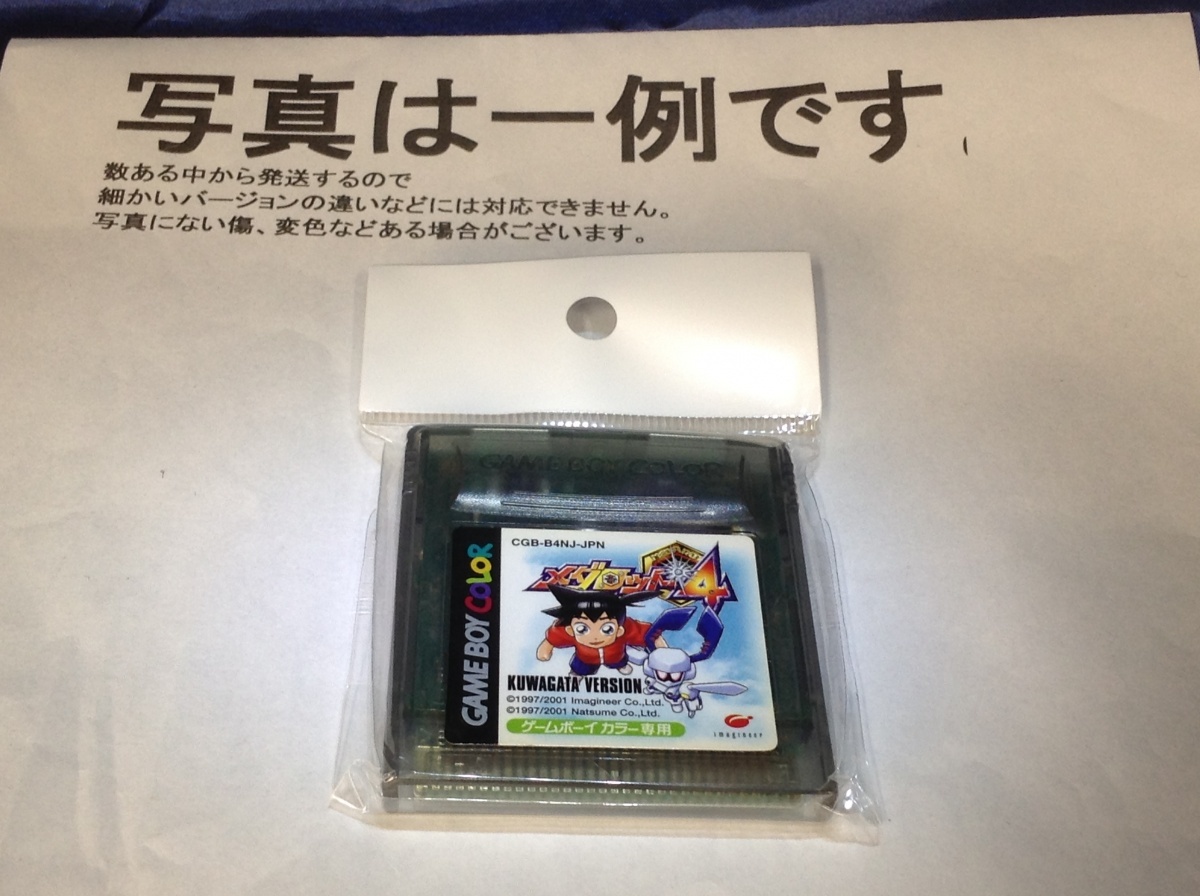 写真は一例です
数ある中から発送するので
細かいバージョンの違いなどには対応できません。
写真にない傷、変色などある場合がございます。
GAME BOY COLOR
GAME BOY COLOR
CGB-B4NJ-JPN
メダロット4
KUWAGATA VERSION
©1997/2001 Imagineer Co.,Ltd.
©1997/2001 Natsume Co.,Ltd.
ゲームボーイカラー専用
imagineer